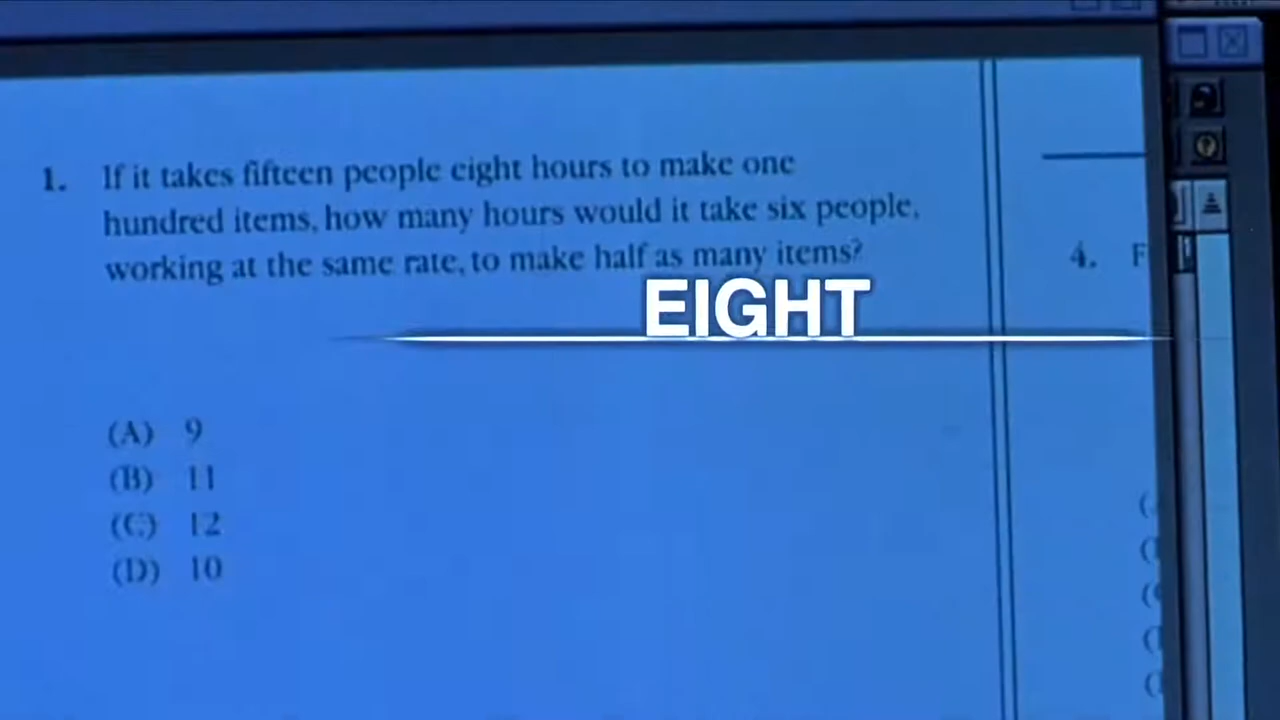 1. If it takes fifteen people eight hours to make one
hundred items, how many hours would it take six people,
working at the same rate, to make half as many items?
EIGHT
(A) 9
(B) 11
(C) 12
(D) 10
4. F